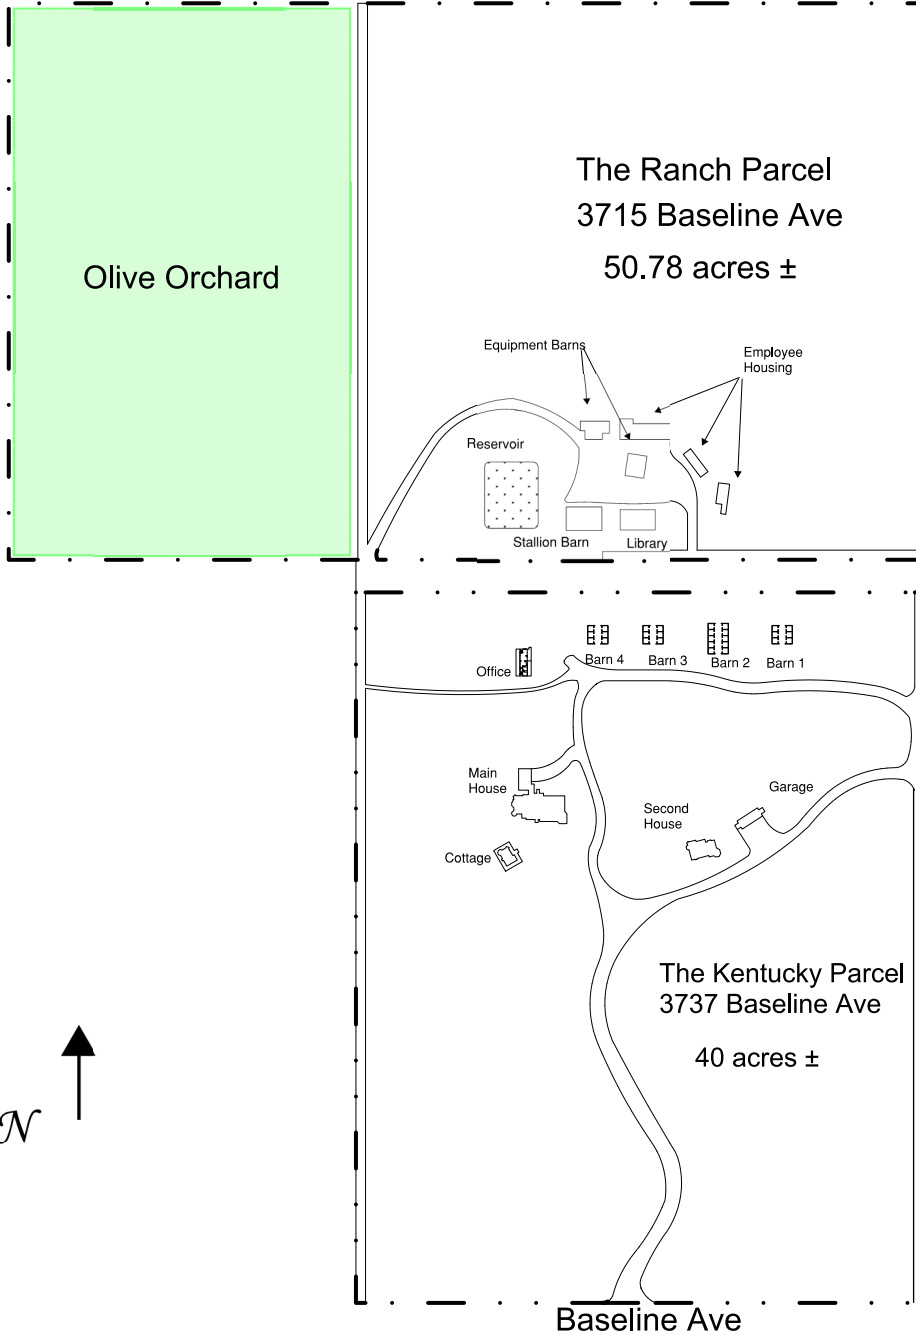 The Ranch Parcel
3715 Baseline Ave
50.78 acres ±
Olive Orchard
Equipment Barns
Employee
Housing
Reservoir
Stallion Barn
Library
Barn 4
Barn 3
Barn 2
Barn 1
Office
Main
House
Garage
Second
House
Cottage
The Kentucky Parcel
3737 Baseline Ave
40 acres ±
N
Baseline Ave